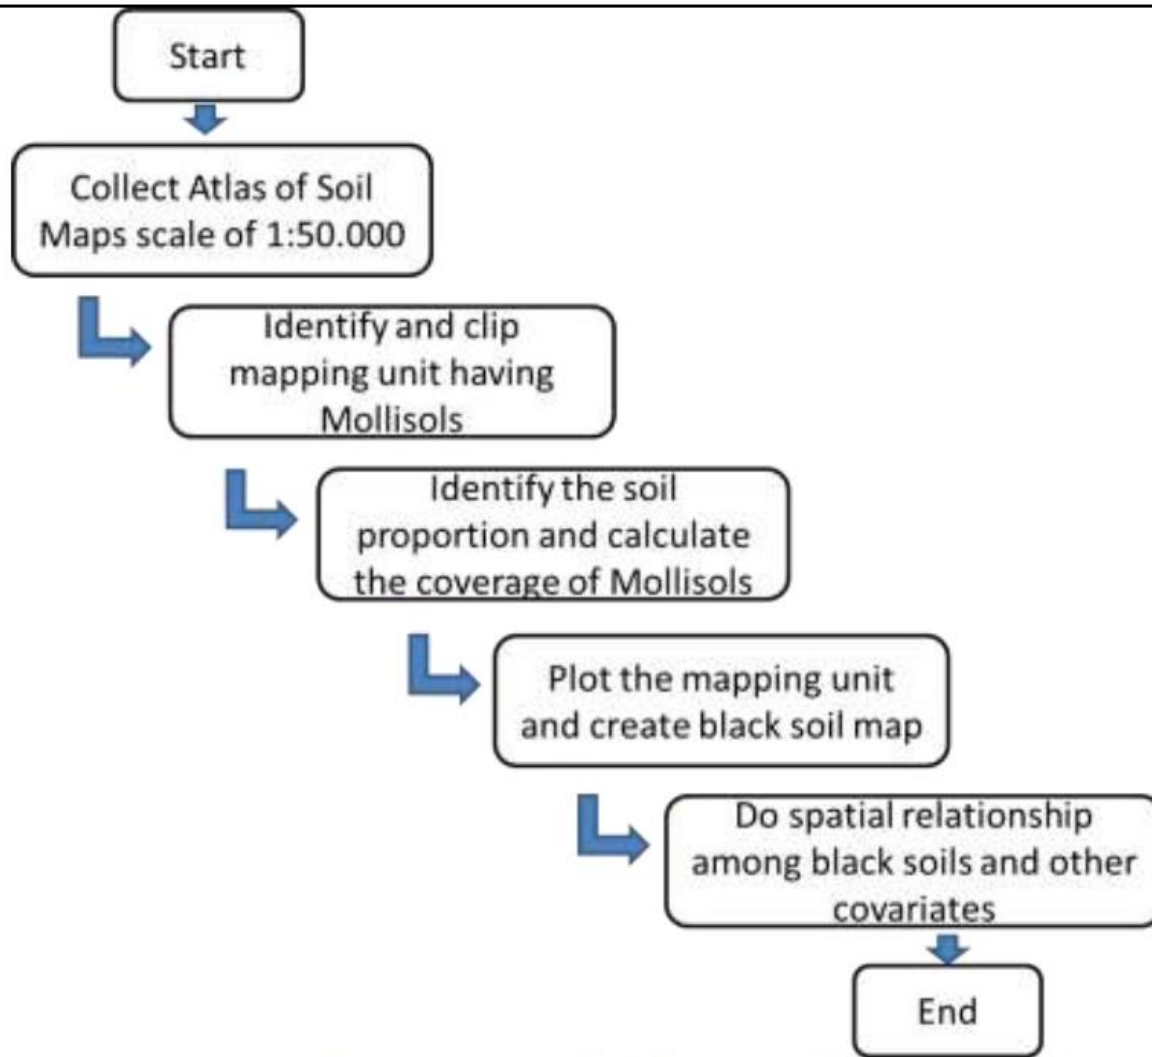 Start
Collect Atlas of Soil
Maps scale of 1:50.000
Identify and clip
mapping unit having
Mollisols
Identify the soil
proportion and calculate
the coverage of Mollisols
Plot the mapping unit
and create black soil map
Do spatial relationship
among black soils and other
covariates
End